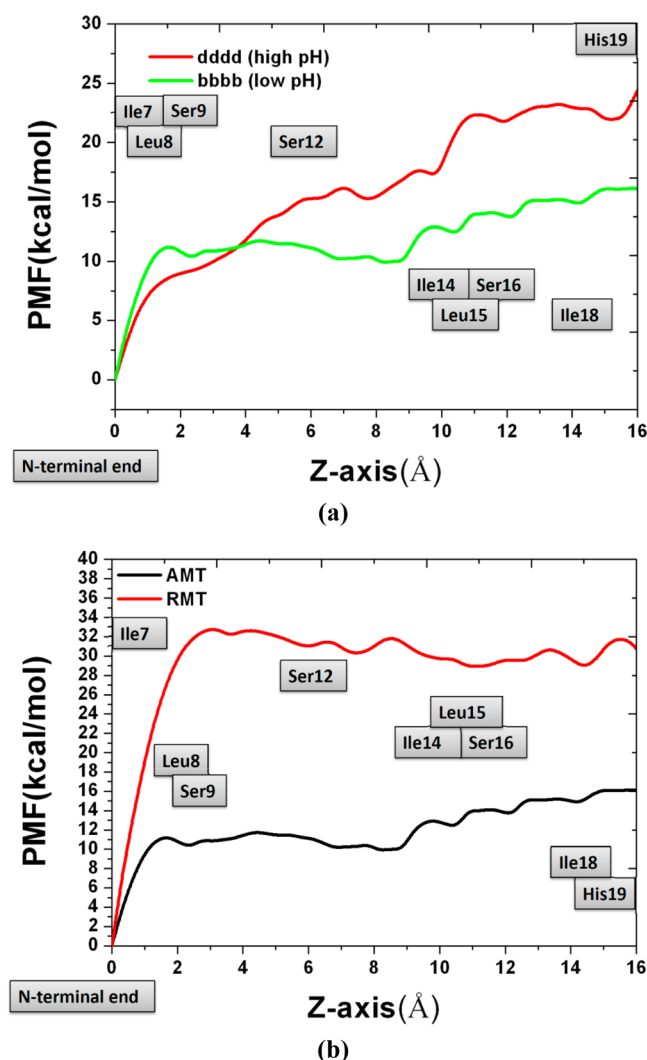 30
25
20
15
10
5
0
PMF(kcal/mol)
dddd (high pH)
bbbb (low pH)
His19
Ile7
Ser9
Leu8
Ser12
Ile14
Ser16
Leu15
Ile18
0 2 4 6 8 10 12 14 16
N-terminal end
Z-axis(Å)
(a)
40
38
36
34
32
30
28
26
24
22
20
18
16
14
12
10
8
6
4
2
0
PMF(kcal/mol)
AMT
RMT
Ile7
Ser12
Leu15
Ile14
Ser16
Leu8
Ser9
Ile18
His19
0 2 4 6 8 10 12 14 16
N-terminal end
Z-axis(Å)
(b)